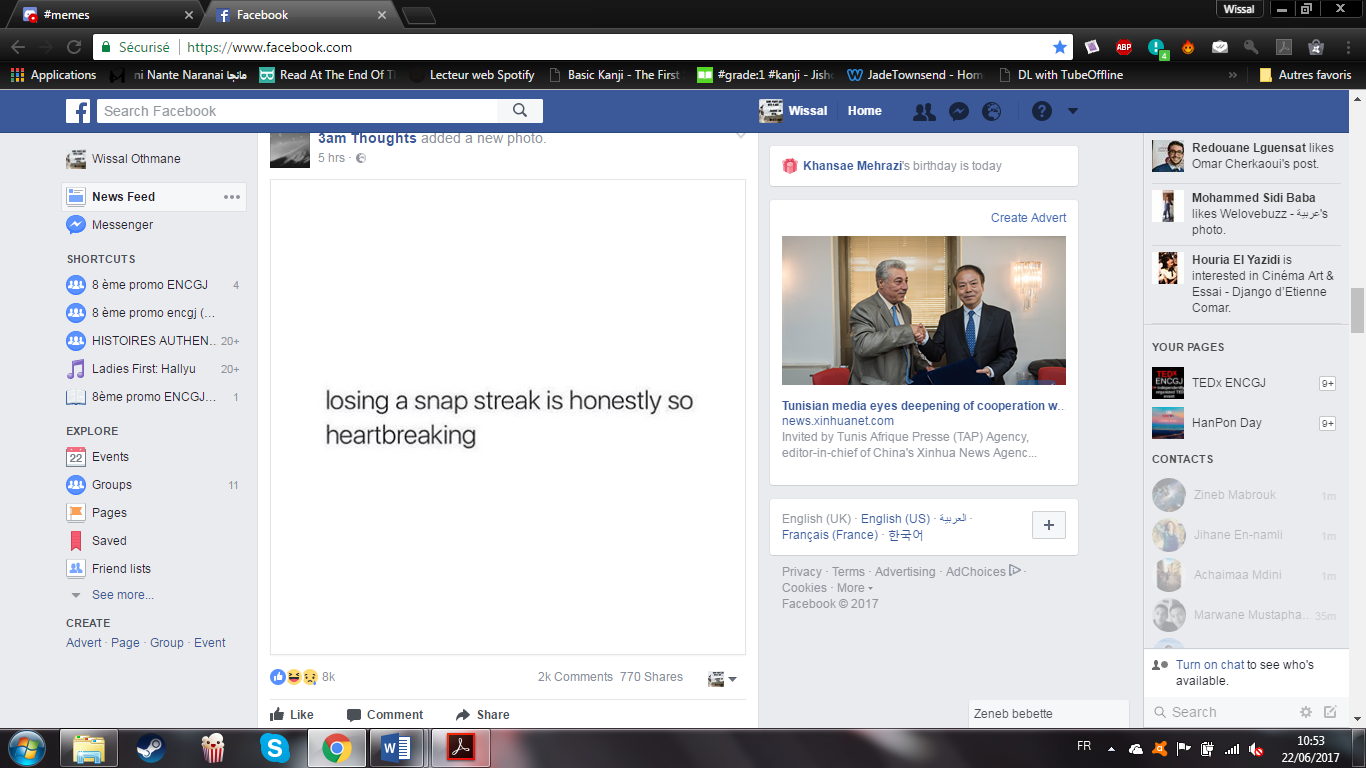 #memes
Facebook
Wissal
Sécurisé
https://www.facebook.com
ABP
4
Applications
ni Nante Naranai مانجا
Read At The End Of Th
Lecteur web Spotify
Basic Kanji - The First
#grade:1 #kanji - Jisho
JadeTownsend - Home
DL with TubeOffline
»
Autres favoris
Search Facebook
Wissal
Home
Wissal Othmane
News Feed
Messenger
SHORTCUTS
8 ème promo ENCGJ 4
8 ème promo encgj (...
HISTOIRES AUTHEN... 20+
Ladies First: Hallyu 20+
8ème promo ENCGJ... 1
EXPLORE
22
Events
Groups 11
Pages
Saved
Friend lists
See more...
CREATE
Advert · Page · Group · Event
3am Thoughts added a new photo.
5 hrs ·
losing a snap streak is honestly so
heartbreaking
8k
2k Comments 770 Shares
Like Comment Share
Khansae Mehrazi's birthday is today
Create Advert
Tunisian media eyes deepening of cooperation w...
news.xinhuanet.com
Invited by Tunis Afrique Presse (TAP) Agency,
editor-in-chief of China's Xinhua News Agenc...
English (UK) · English (US) · العربية ·
Français (France) · 한국어
+
Privacy · Terms · Advertising · AdChoices ·
Cookies · More
Facebook © 2017
Redouane Lguensat likes
Omar Cherkaoui's post.
Mohammed Sidi Baba
likes Welovebuzz - عربية's
photo.
Houria El Yazidi is
interested in Cinéma Art &
Essai - Django d'Etienne
Comar.
YOUR PAGES
TEDx ENCGJ 9+
HanPon Day 9+
CONTACTS
Zineb Mabrouk 1m
Jihane En-namli 1m
Achaimaa Mdini 1m
Marwane Mustapha... 35m
Turn on chat to see who's
available.
Search
Zeneb bebette
FR
10:53
22/06/2017